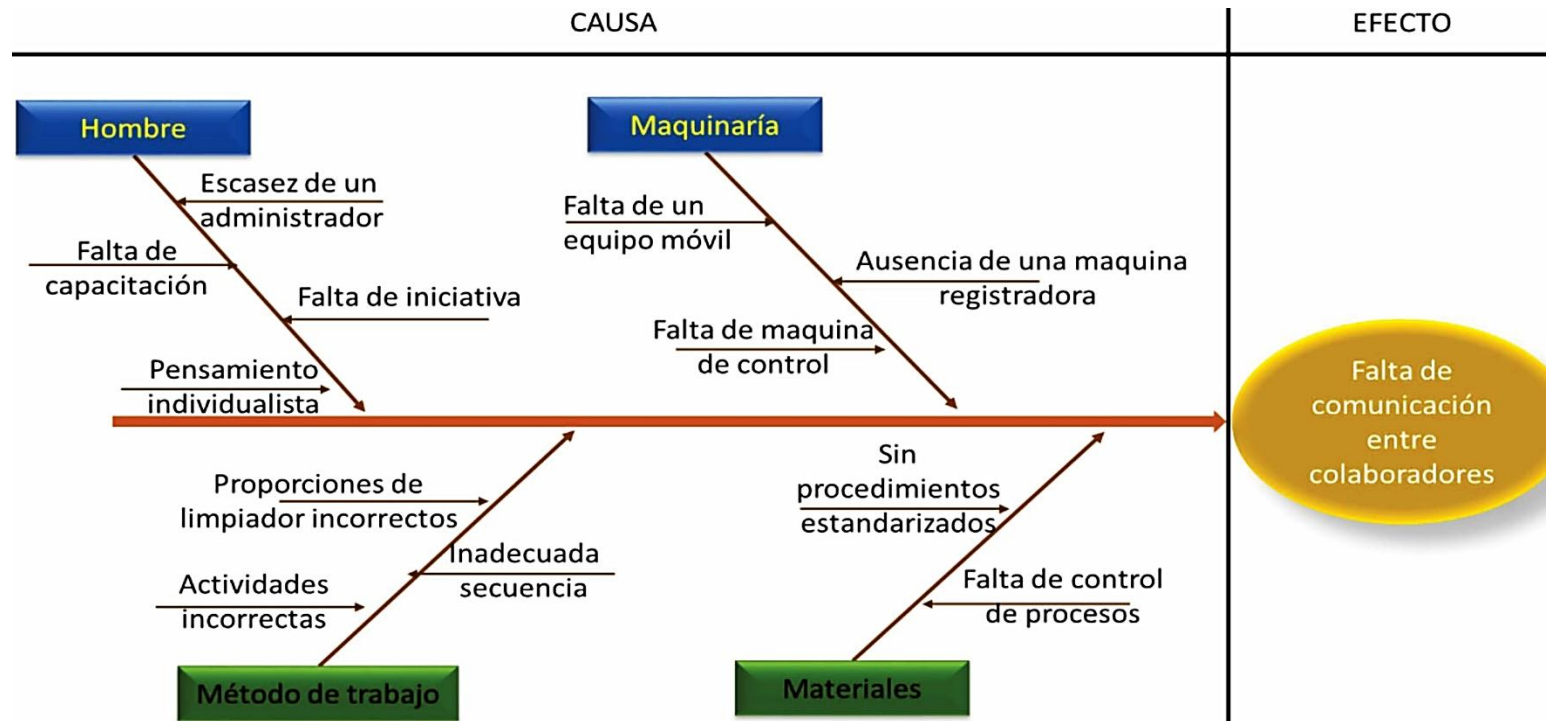 CAUSA
EFECTO
Hombre
Escasez de un
administrador
Falta de
capacitación
Falta de iniciativa
Pensamiento
individualista
Maquinaría
Falta de un
equipo móvil
Ausencia de una maquina
registradora
Falta de maquina
de control
Proporciones de
limpiador incorrectos
Inadecuada
secuencia
Actividades
incorrectas
Método de trabajo
Sin
procedimientos
estandarizados
Falta de control
de procesos
Materiales
Falta de
comunicación
entre
colaboradores